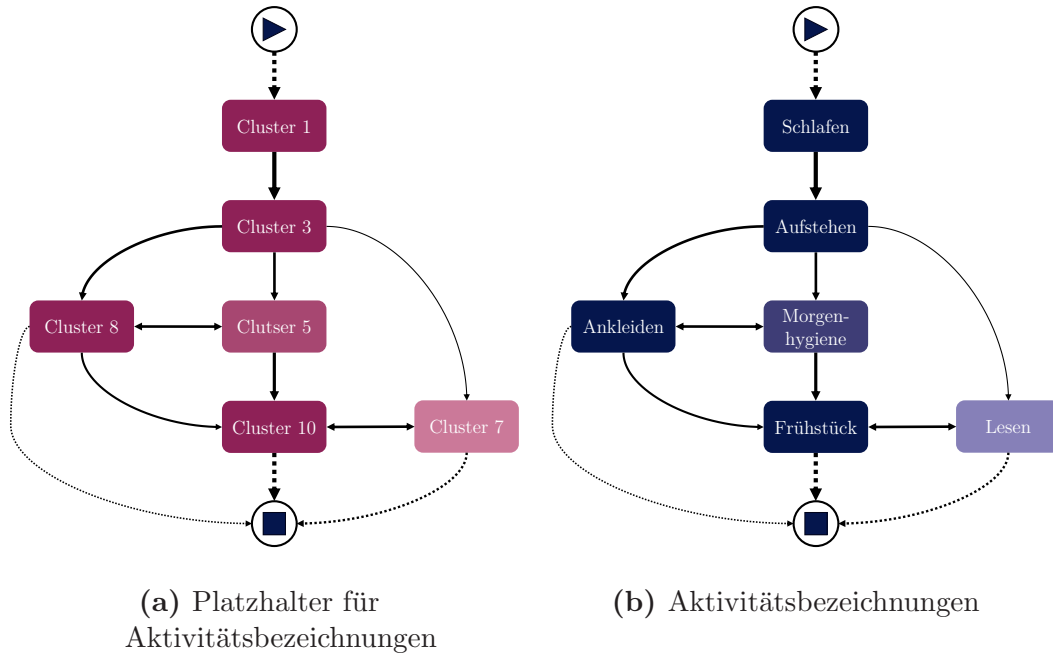 Cluster 1
Cluster 3
Cluster 8
Clutser 5
Cluster 10
Cluster 7
(a) Platzhalter für
Aktivitätsbezeichnungen
Schlafen
Aufstehen
Ankleiden
Morgen-
hygiene
Frühstück
Lesen
(b) Aktivitätsbezeichnungen